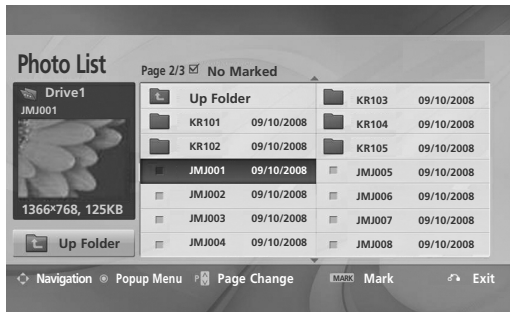 Photo List
Page 2/3 No Marked
Drive1
JMJ001
1366x768, 125KB
Up Folder
Up Folder
KR101 09/10/2008
KR102 09/10/2008
JMJ001 09/10/2008
JMJ002 09/10/2008
JMJ003 09/10/2008
JMJ004 09/10/2008
KR103 09/10/2008
KR104 09/10/2008
KR105 09/10/2008
JMJ005 09/10/2008
JMJ006 09/10/2008
JMJ007 09/10/2008
JMJ008 09/10/2008
Navigation Popup Menu P Page Change MARK Mark Exit